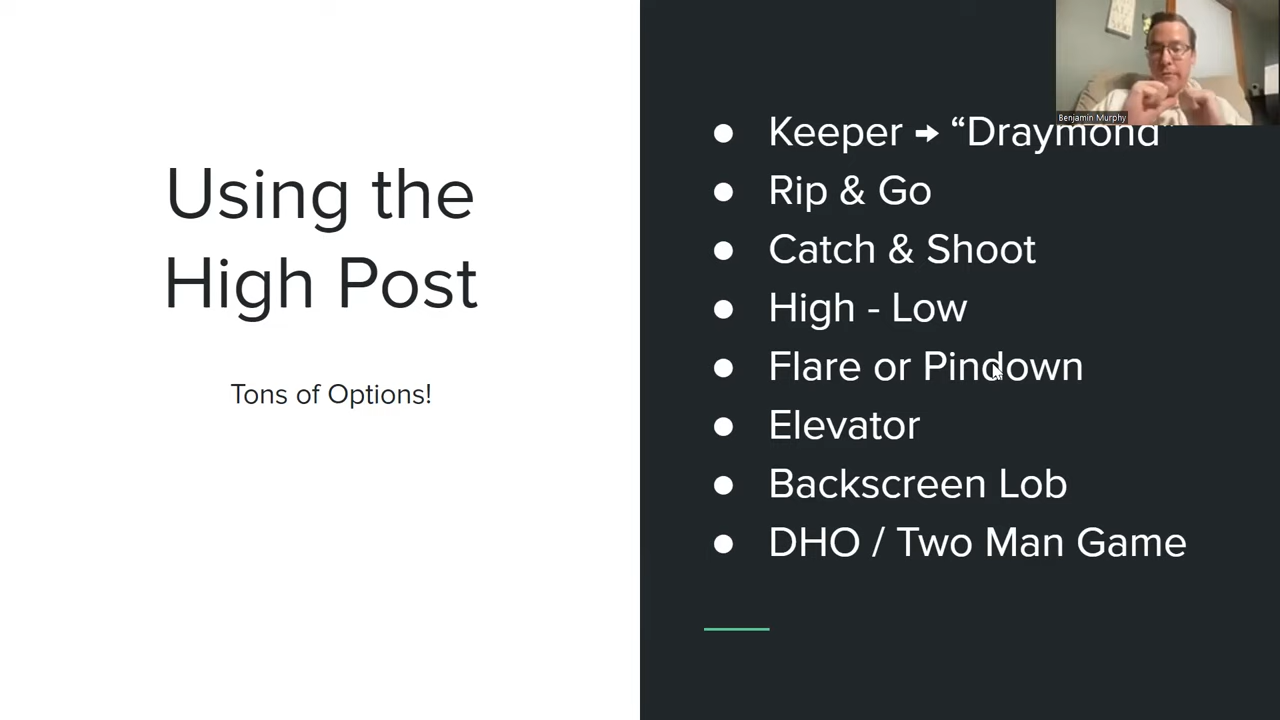 Using the
High Post
Tons of Options!
Benjamin Murphy
● Keeper ➡ “Draymond”
● Rip & Go
● Catch & Shoot
● High - Low
● Flare or Pindown
● Elevator
● Backscreen Lob
● DHO / Two Man Game